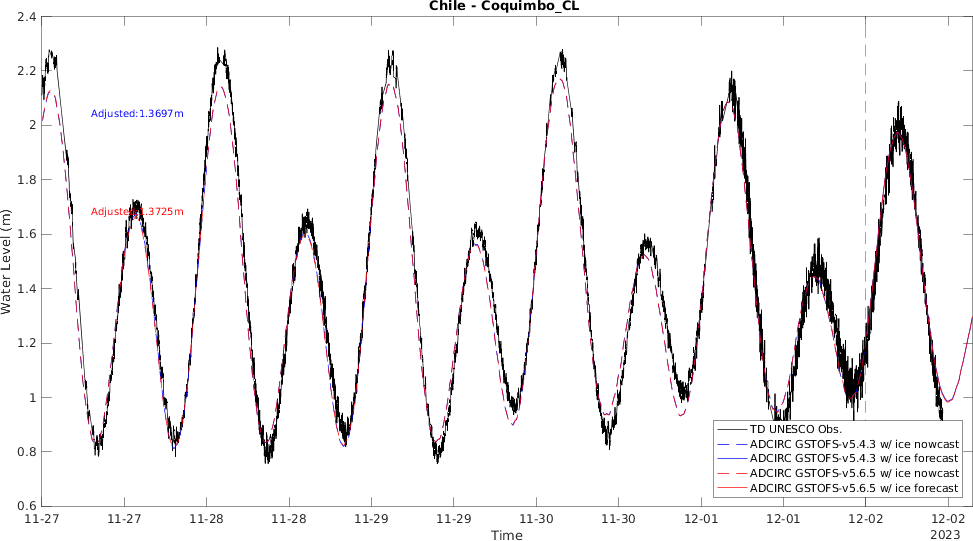 Chile - Coquimbo_CL
2.4
2.2
2
1.8
1.6
1.4
1.2
1
0.8
0.6
Water Level (m)
Adjusted:1.3697m
Adjusted:1.3725m
TD UNESCO Obs.
ADCIRC GSTOFS-v5.4.3 w/ ice nowcast
ADCIRC GSTOFS-v5.4.3 w/ ice forecast
ADCIRC GSTOFS-v5.6.5 w/ ice nowcast
ADCIRC GSTOFS-v5.6.5 w/ ice forecast
11-27 11-27 11-28 11-28 11-29 11-29 11-30 11-30 12-01 12-01 12-02 12-02
Time
2023